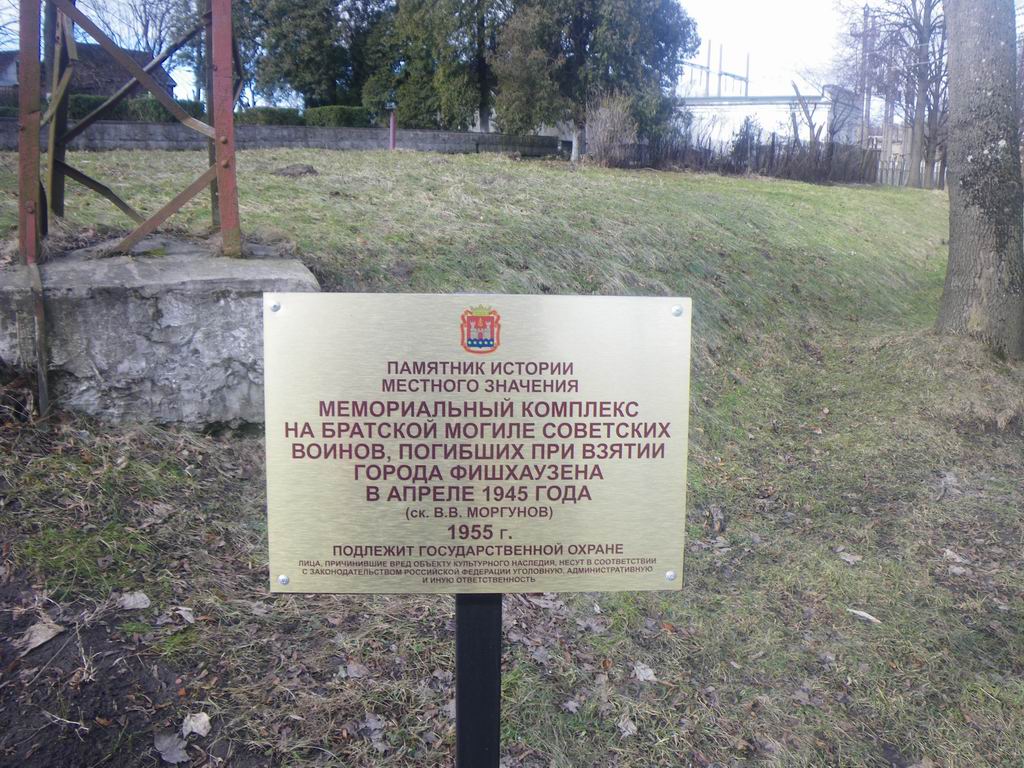 ПАМЯТНИК ИСТОРИИ
МЕСТНОГО ЗНАЧЕНИЯ
МЕМОРИАЛЬНЫЙ КОМПЛЕКС
НА БРАТСКОЙ МОГИЛЕ СОВЕТСКИХ
ВОИНОВ, ПОГИБШИХ ПРИ ВЗЯТИИ
ГОРОДА ФИШХАУЗЕНА
В АПРЕЛЕ 1945 ГОДА
(ск. В.В. МОРГУНОВ)
1955 г.
ПОДЛЕЖИТ ГОСУДАРСТВЕННОЙ ОХРАНЕ
ЛИЦА, ПРИЧИНИВШИЕ ВРЕД ОБЪЕКТУ КУЛЬТУРНОГО НАСЛЕДИЯ, НЕСУТ В СООТВЕТСТВИИ
С ЗАКОНОДАТЕЛЬСТВОМ РОССИЙСКОЙ ФЕДЕРАЦИИ УГОЛОВНУЮ, АДМИНИСТРАТИВНУЮ
И ИНУЮ ОТВЕТСТВЕННОСТЬ